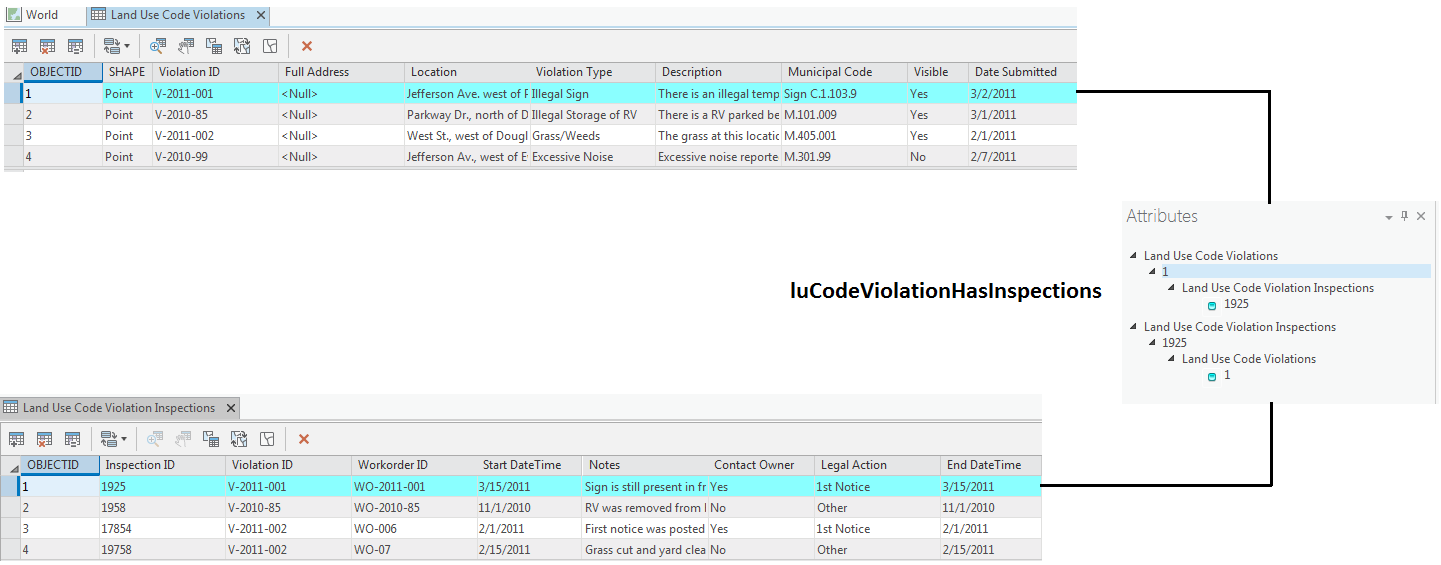 World Land Use Code Violations
OBJECTID SHAPE Violation ID Full Address Location Violation Type Description Municipal Code Visible Date Submitted
1 Point V-2011-001 <Null> Jefferson Ave. west of F Illegal Sign There is an illegal temp Sign C.1.103.9 Yes 3/2/2011
2 Point V-2010-85 <Null> Parkway Dr., north of D Illegal Storage of RV There is a RV parked be M.101.009 Yes 3/1/2011
3 Point V-2011-002 <Null> West St., west of Dougl Grass/Weeds The grass at this locatio M.405.001 Yes 2/1/2011
4 Point V-2010-99 <Null> Jefferson Av., west of E Excessive Noise Excessive noise reporte M.301.99 No 2/7/2011
Attributes
Land Use Code Violations
1
Land Use Code Violation Inspections
1925
Land Use Code Violation Inspections
1925
Land Use Code Violations
1
luCodeViolationHasInspections
Land Use Code Violation Inspections
OBJECTID Inspection ID Violation ID Workorder ID Start DateTime Notes Contact Owner Legal Action End DateTime
1 1925 V-2011-001 WO-2011-001 3/15/2011 Sign is still present in fr Yes 1st Notice 3/15/2011
2 1958 V-2010-85 WO-2010-85 11/1/2010 RV was removed from l No Other 11/1/2010
3 17854 V-2011-002 WO-006 2/1/2011 First notice was posted Yes 1st Notice 2/1/2011
4 19758 V-2011-002 WO-07 2/15/2011 Grass cut and yard clea No Other 2/15/2011